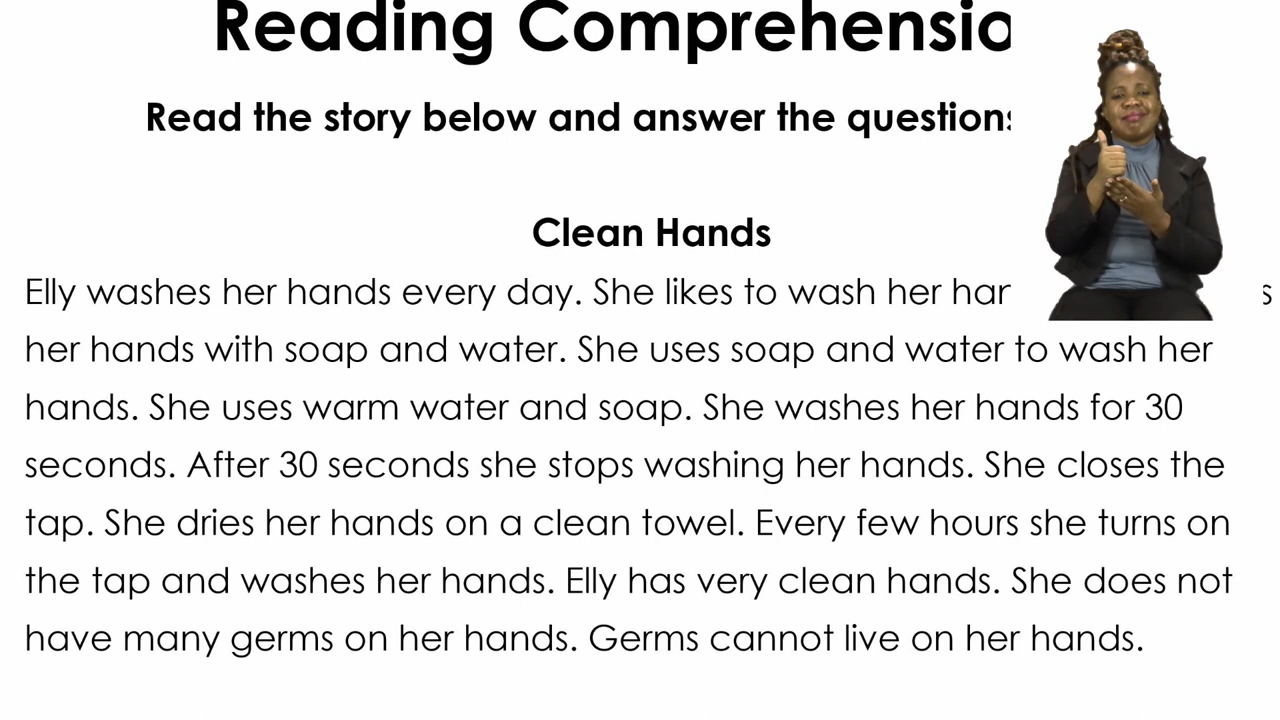 Reading
Read the story below and answer the
Clean Hands
Elly washes her hands every day. She likes to wash her
her hands with soap and water. She uses soap and water to wash her
hands. She uses warm water and soap. She washes her hands for 30
seconds. After 30 seconds she stops washing her hands. She closes the
tap. She dries her hands on a clean towel. Every few hours she turns on
the tap and washes her hands. Elly has very clean hands. She does not
have many germs on her hands. Germs cannot live on her hands.